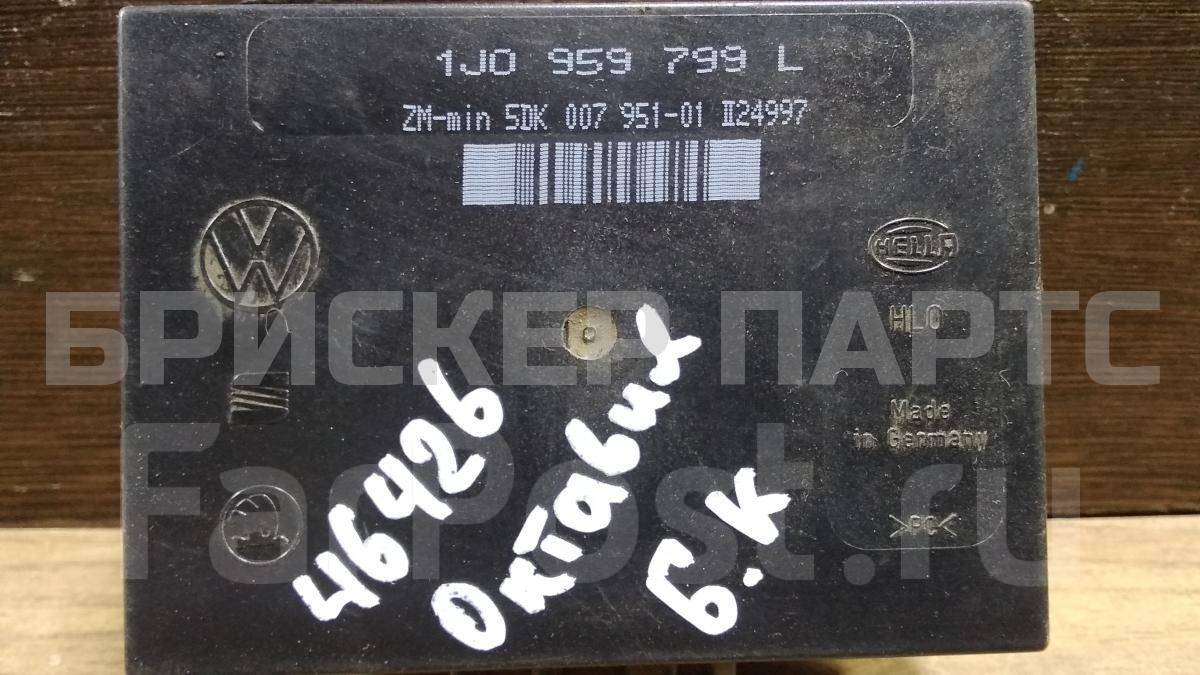 1J0 959 799 L
ZM-min 5DK 007 951-01 II24997
HELLA
HLO
БРИСКЕР ПАРТС
Made
in Germany
FarPost.ru
>PC<
46426
Октавия
Б.К